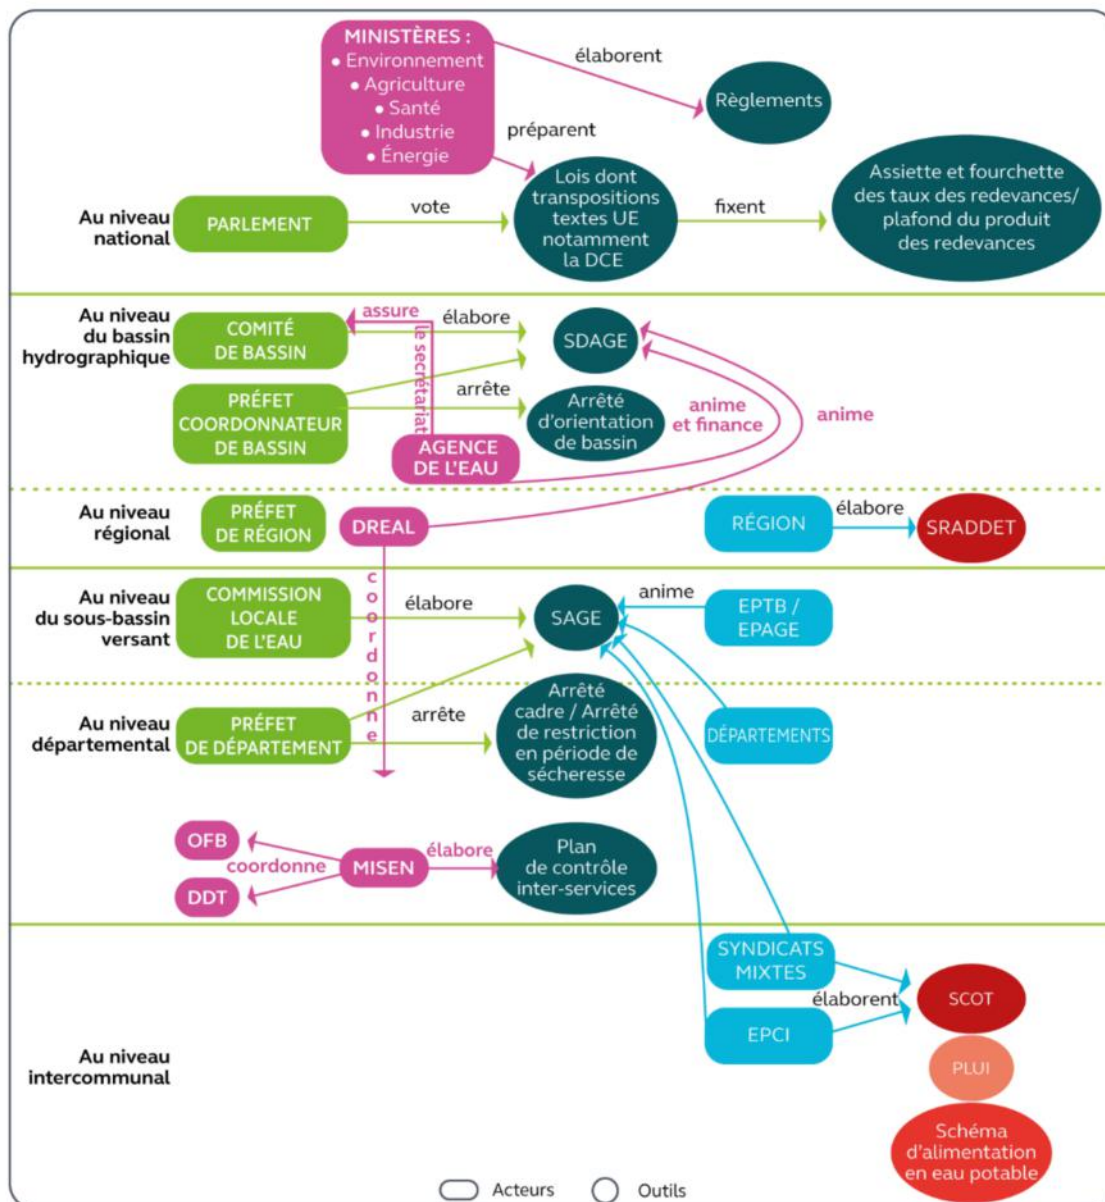 MINISTÈRES :
• Environnement
• Agriculture
• Santé
• Industrie
• Énergie
élaborent
Règlements
préparent
Au niveau
national
PARLEMENT
vote
Lois dont
transpositions
textes UE
notamment
la DCE
fixent
Assiette et fourchette
des taux des redevances/
plafond du produit
des redevances
Au niveau
du bassin
hydrographique
COMITÉ
DE BASSIN
assure
le secrétariat
élabore
SDAGE
PRÉFET
COORDONNATEUR
DE BASSIN
arrête
Arrêté
d'orientation
de bassin
AGENCE
DE L'EAU
anime
et finance
anime
Au niveau
régional
PRÉFET
DE RÉGION
DREAL
RÉGION
élabore
SRADDET
coordonne
Au niveau
du sous-bassin
versant
COMMISSION
LOCALE
DE L'EAU
élabore
SAGE
anime
EPTB /
EPAGE
Au niveau
départemental
PRÉFET
DE DÉPARTEMENT
arrête
Arrêté
cadre / Arrêté
de restriction
en période de
sécheresse
DÉPARTEMENTS
OFB
DDT
coordonne
MISEN
élabore
Plan
de contrôle
inter-services
Au niveau
intercommunal
SYNDICATS
MIXTES
EPCI
élaborent
SCOT
PLUI
Schéma
d'alimentation
en eau potable
Acteurs
Outils